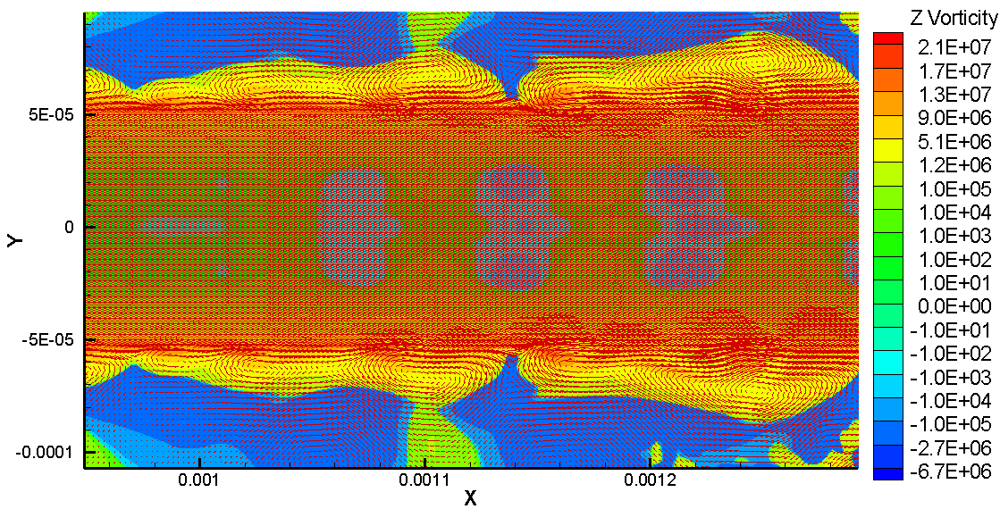 Z Vorticity
2.1E+07
1.7E+07
1.3E+07
9.0E+06
5.1E+06
1.2E+06
1.0E+05
1.0E+04
1.0E+03
1.0E+02
1.0E+01
0.0E+00
-1.0E+01
-1.0E+02
-1.0E+03
-1.0E+04
-1.0E+05
-2.7E+06
-6.7E+06
5E-05
0
-5E-05
-0.0001
Y
0.001
0.0011
0.0012
X